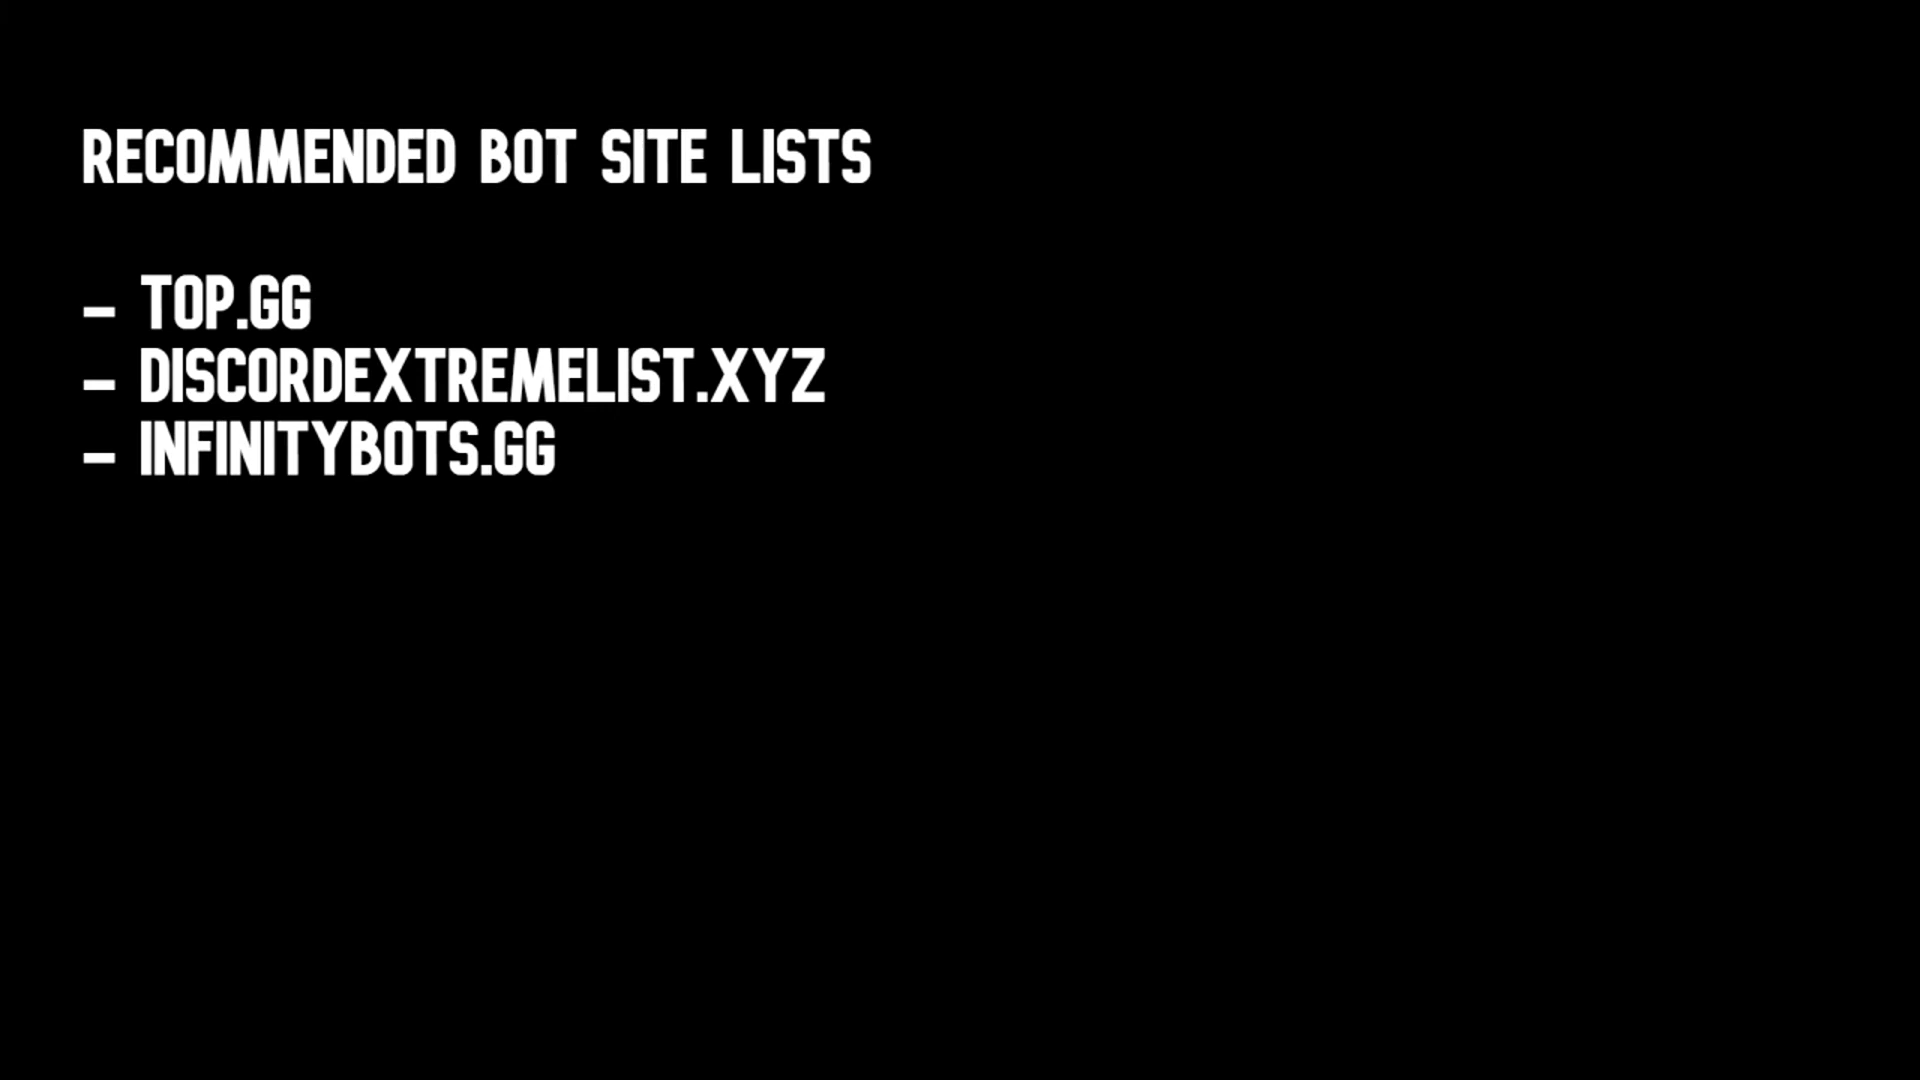 RECOMMENDED BOT SITE LISTS
- TOP.GG
- DISCORDEXTREMELIST.XYZ
- INFINITYBOTS.GG